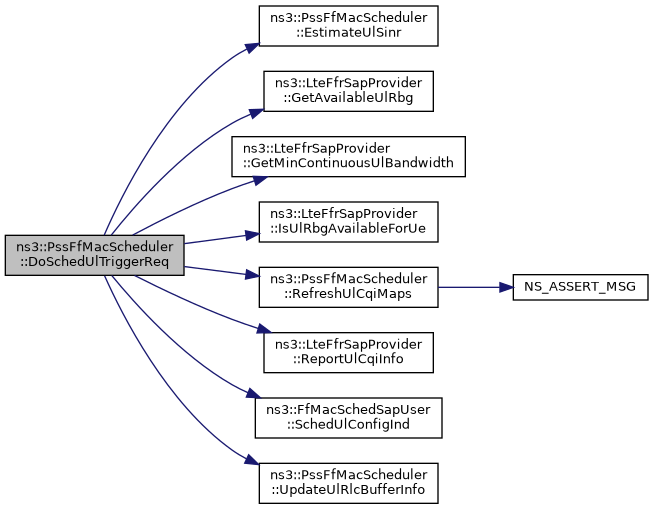 ns3::PssFfMacScheduler
::EstimateUlSinr
ns3::LteFfrSapProvider
::GetAvailableUlRbg
ns3::LteFfrSapProvider
::GetMinContinuousUlBandwidth
ns3::LteFfrSapProvider
::IsUlRbgAvailableForUe
ns3::PssFfMacScheduler
::DoSchedUlTriggerReq
ns3::PssFfMacScheduler
::RefreshUlCqiMaps
NS_ASSERT_MSG
ns3::LteFfrSapProvider
::ReportUlCqiInfo
ns3::FfMacSchedSapUser
::SchedUlConfigInd
ns3::PssFfMacScheduler
::UpdateUlRlcBufferInfo